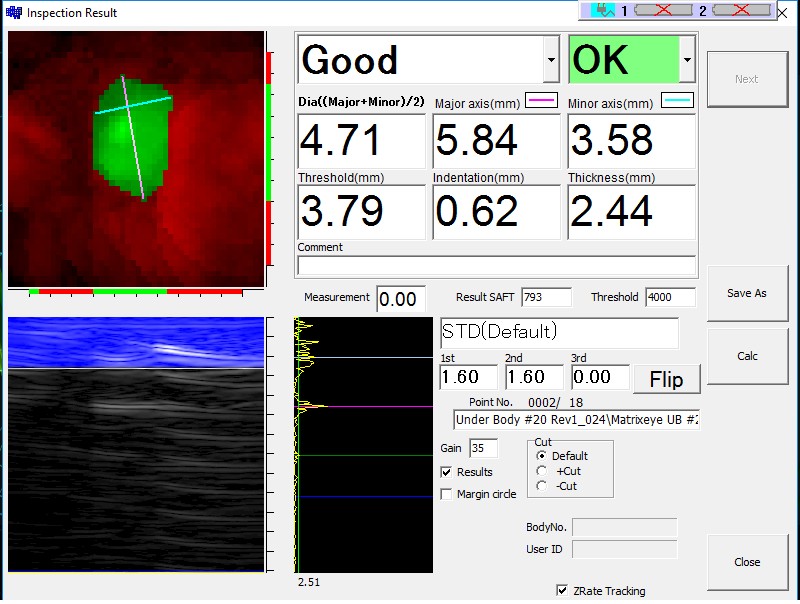 Inspection Result
1 2
Good OK
Next
Dia((Major+Minor)/2) Major axis(mm) Minor axis(mm)
4.71 5.84 3.58
Threshold(mm) Indentation(mm) Thickness(mm)
3.79 0.62 2.44
Comment
Measurement 0.00 Result SAFT 793 Threshold 4000
Save As
STD(Default)
Calc
1st 2nd 3rd
1.60 1.60 0.00 Flip
Point No. 0002/ 18
Under Body #20 Rev1_024\Matrixeye UB #2
Gain 35
Cut
Default
+Cut
-Cut
Results
Margin circle
BodyNo.
User ID
Close
2.51
ZRate Tracking